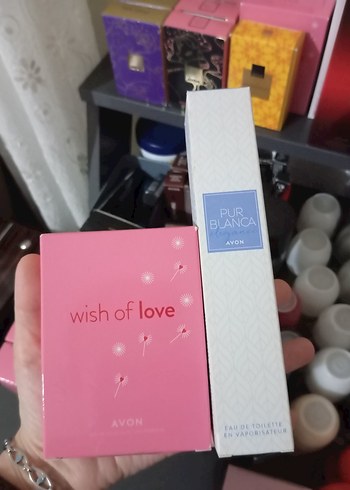 wish of love
AVON
PUR
BLANCA
AVON
EAU DE TOILETTE
EN VAPORISATEUR